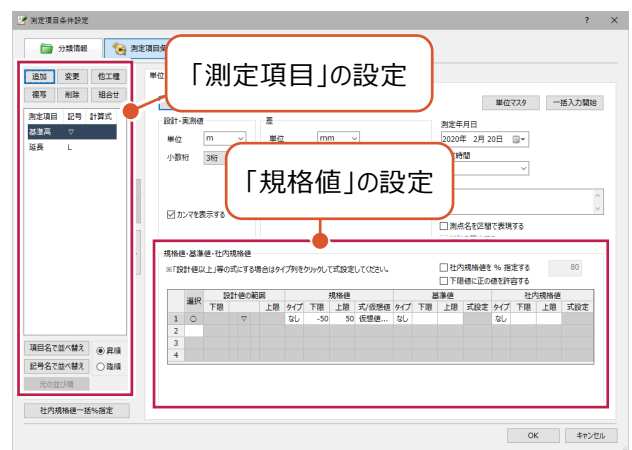 測定項目条件設定
? ×
分類情報
測定項目条
追加 変更 他工種
複写 削除 組合せ
測定項目 記号 計算式
基準高 ▽
延長 L
「測定項目」の設定
単位マスタ 一括入力開始
設計・実測値
単位 m
小数桁 3桁
カンマを表示する
差
単位 mm
測定年月日
2020年 2月 20日
時間
「規格値」の設定
測点名を区間で表現する
規格値・基準値・社内規格値
※「設計値以上」等の式にする場合はタイプ列をクリックして式設定してください。
社内規格値を % 指定する 80
下限値に正の値を許容する
選択 設計値の範囲 規格値 基準値 社内規格値
下限 上限 タイプ 下限 上限 式/仮想値 タイプ 下限 上限 式設定 タイプ 下限 上限 式設定
1 ○ ▽ なし -50 50 仮想値... なし なし
2
3
4
項目名で並べ替え 昇順
記号名で並べ替え 降順
元の並び順
社内規格値一括%指定
OK キャンセル